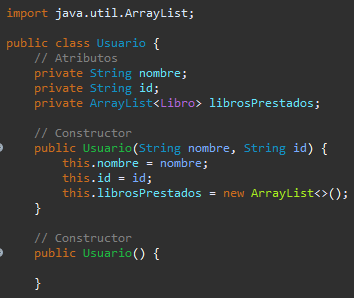 import java.util.ArrayList;
public class Usuario {
// Atributos
private String nombre;
private String id;
private ArrayList<Libro> librosPrestados;
// Constructor
public Usuario(String nombre, String id) {
this.nombre = nombre;
this.id = id;
this.librosPrestados = new ArrayList<>();
}
// Constructor
public Usuario() {
}